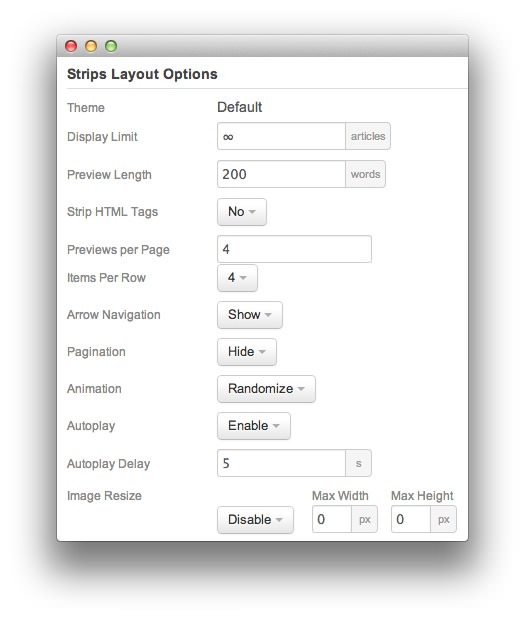 Strips Layout Options
Theme Default
Display Limit ∞ articles
Preview Length 200 words
Strip HTML Tags No
Previews per Page 4
Items Per Row 4
Arrow Navigation Show
Pagination Hide
Animation Randomize
Autoplay Enable
Autoplay Delay 5 s
Image Resize Max Width Max Height
Disable 0 px 0 px